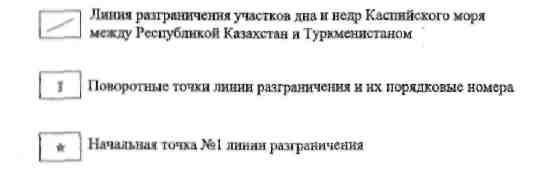 Линия разграничения участков дна и недр Каспийского моря
между Республикой Казахстан и Туркменистаном
Поворотные точки линии разграничения и их порядковые номера
Начальная точка №1 линии разграничения